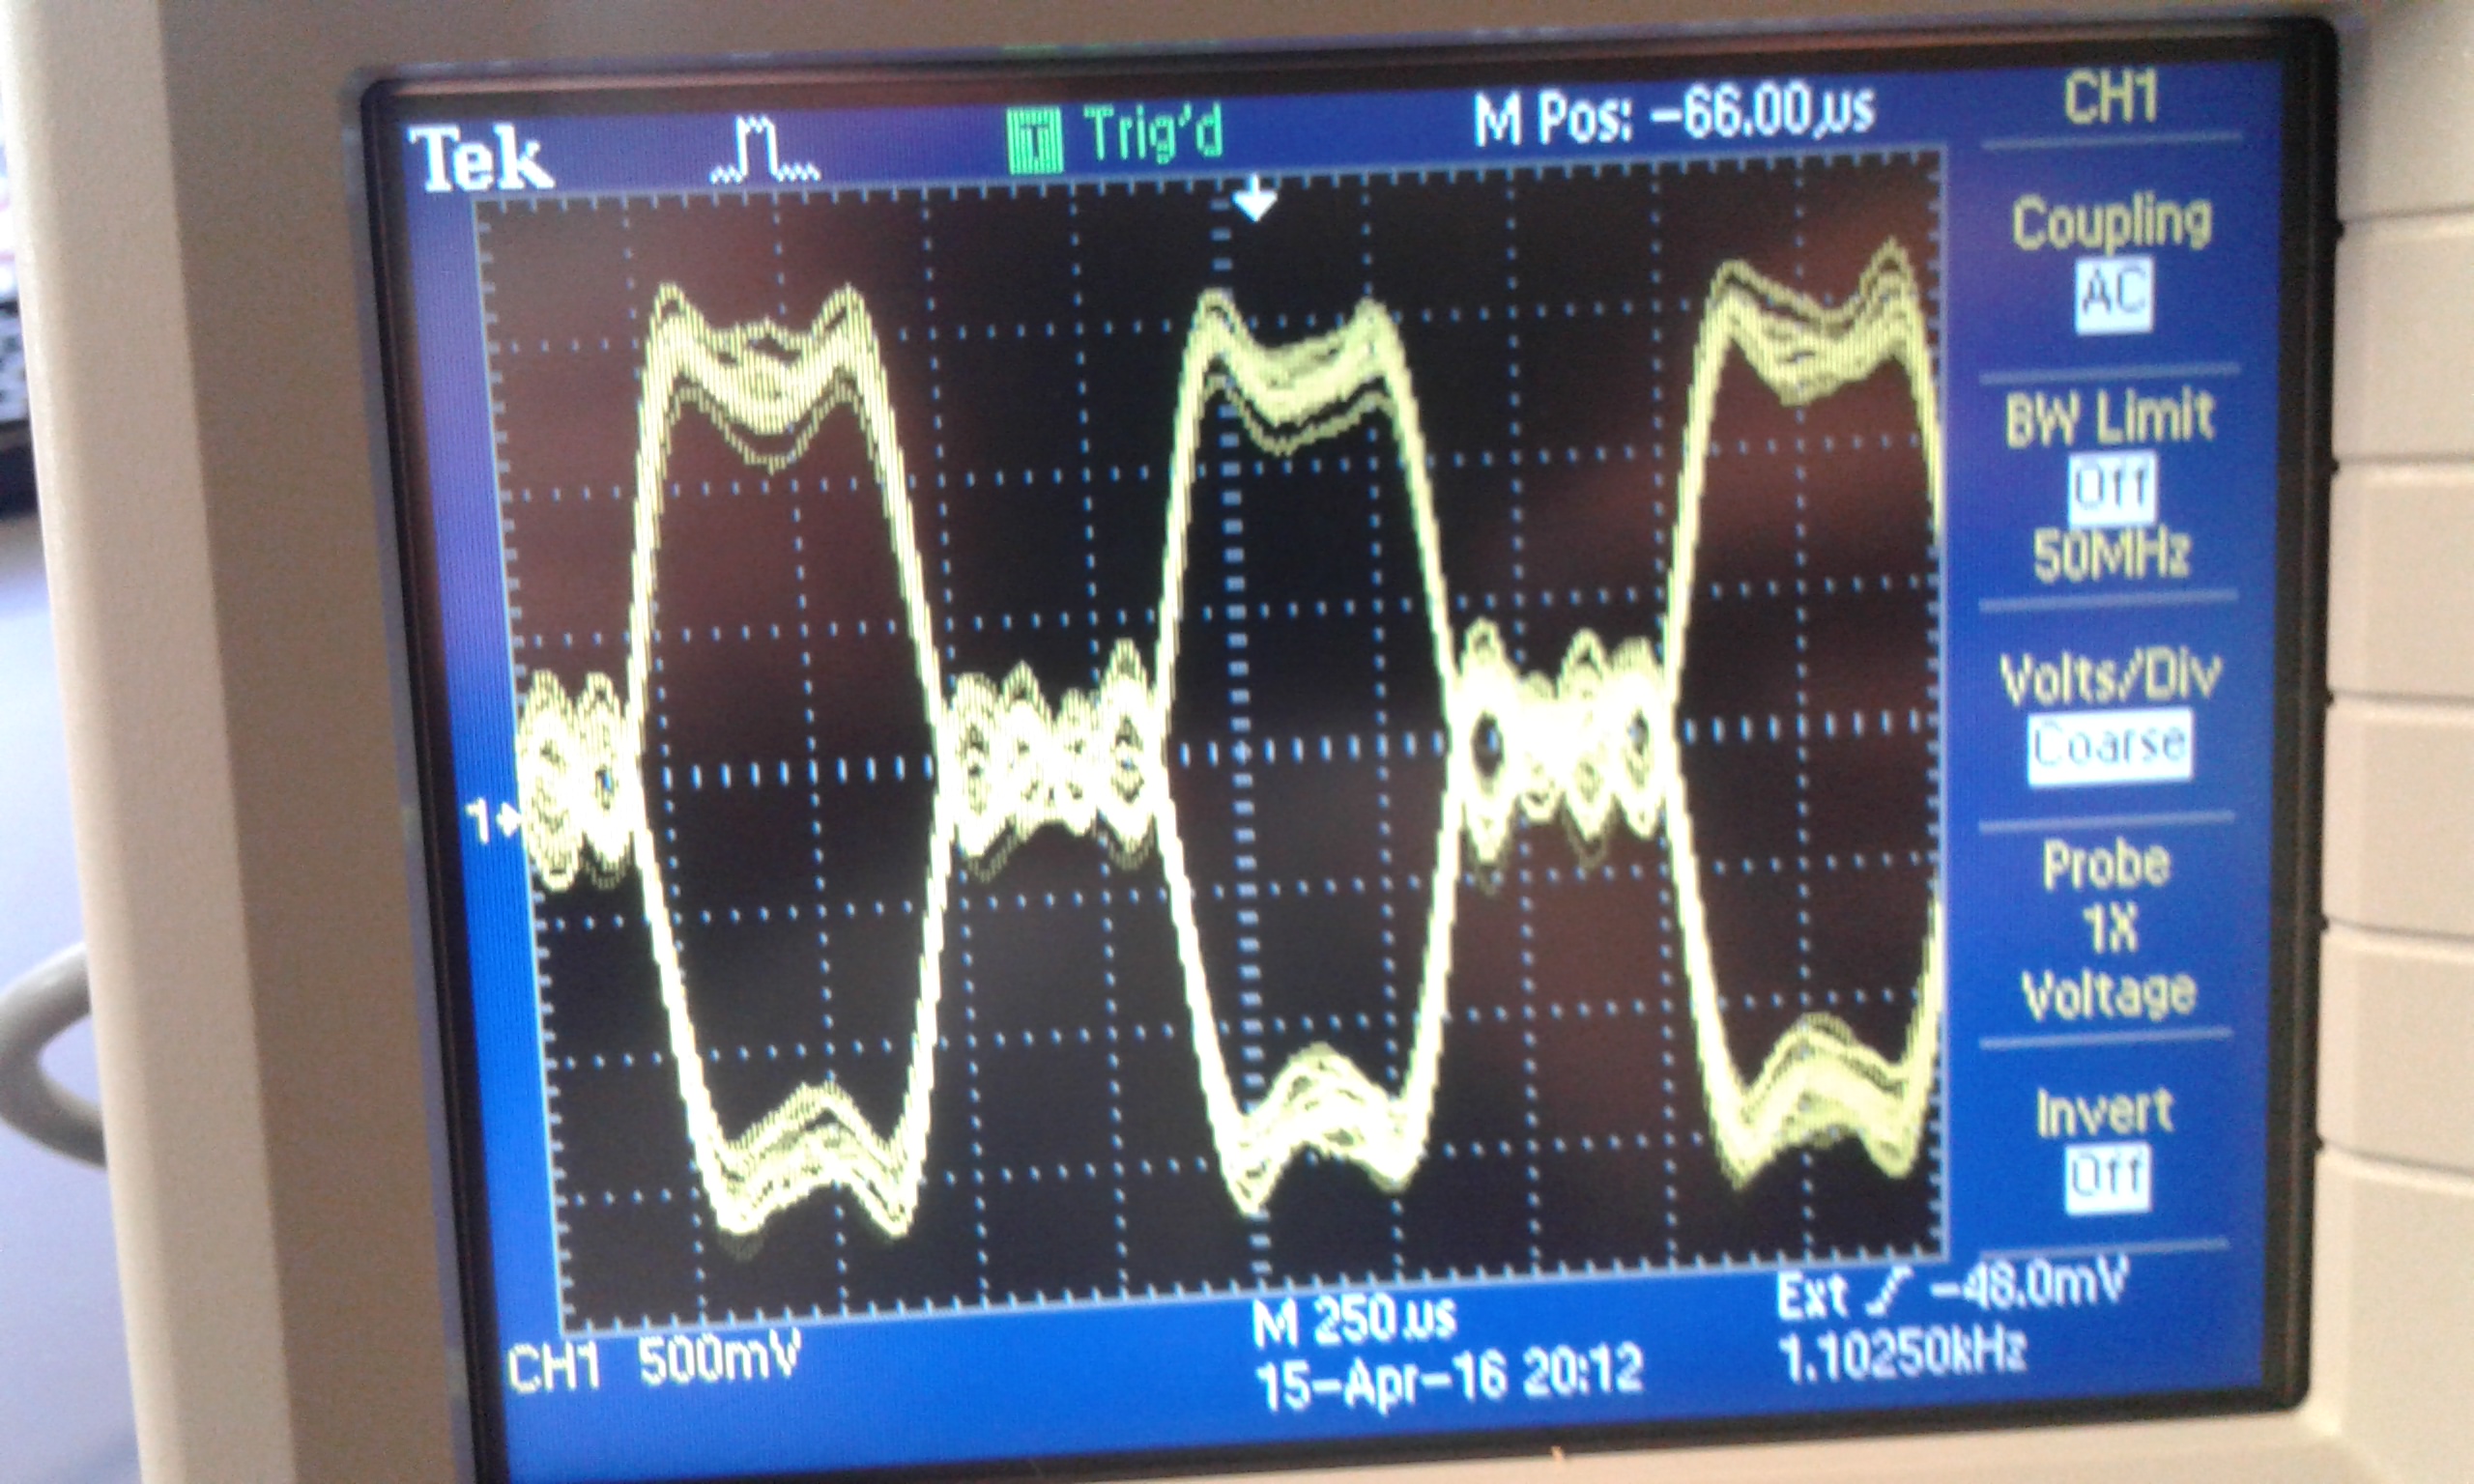 Tek T Trig'd M Pos: -66.00µs CH1
Coupling
AC
BW Limit
Off
50MHz
Volts/Div
Coarse
1
Probe
1X
Voltage
Invert
Off
CH1 500mV M 250µs Ext -48.0mV
15-Apr-16 20:12 1.10250kHz